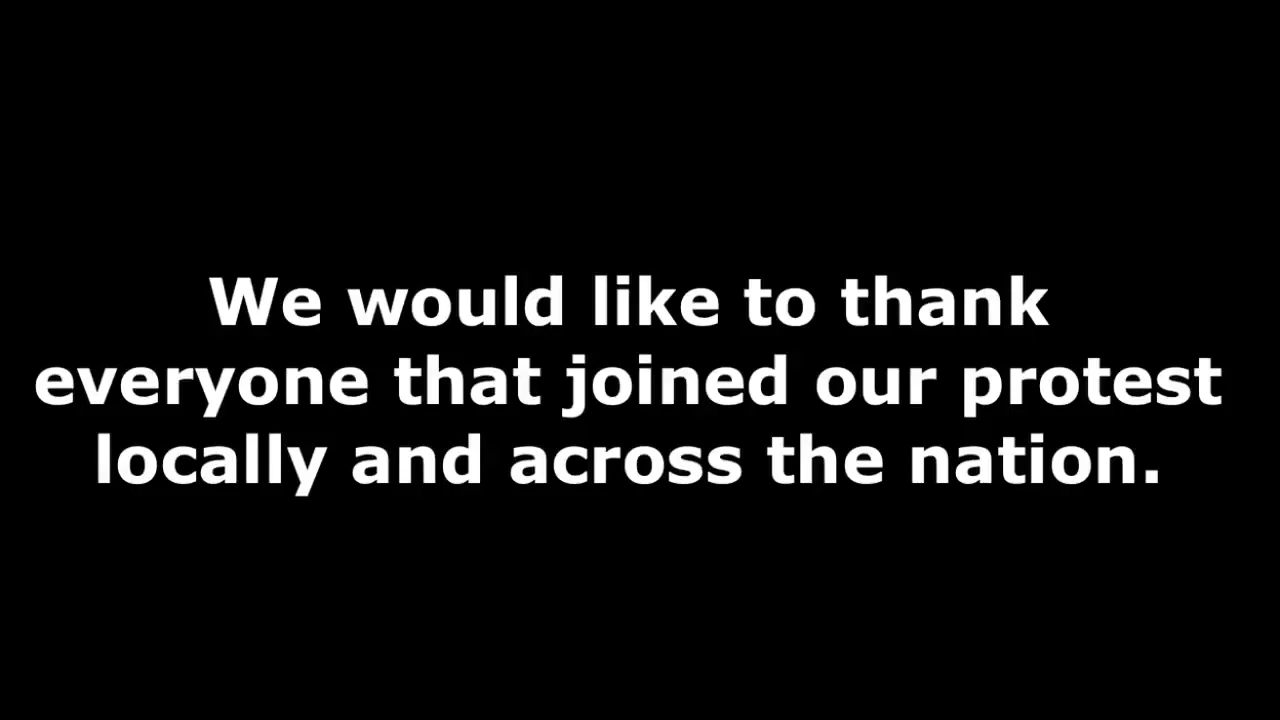 We would like to thank
everyone that joined our protest
locally and across the nation.